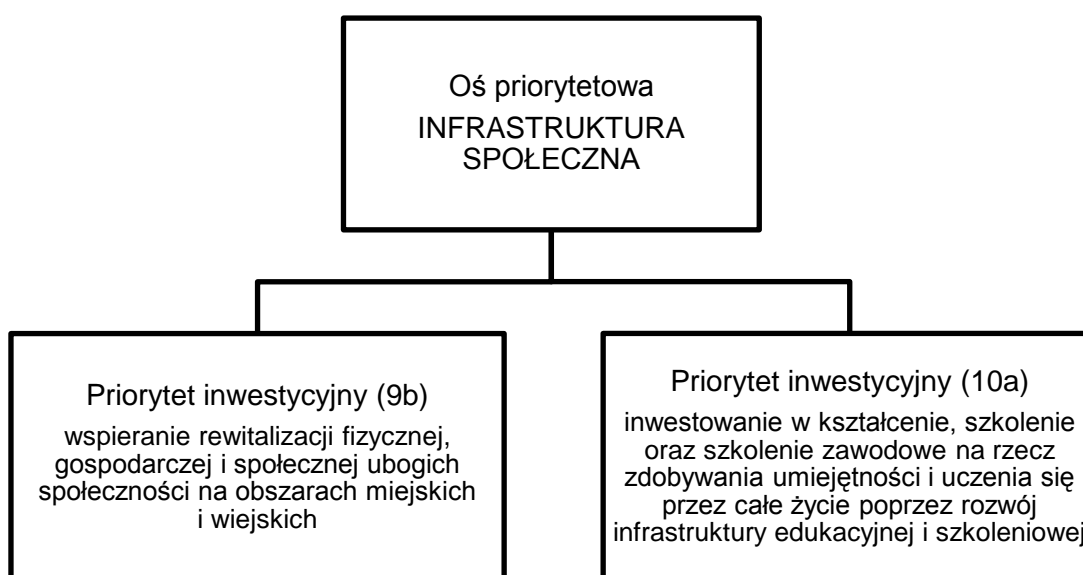 Oś priorytetowa
INFRASTRUKTURA
SPOŁECZNA
Priorytet inwestycyjny (9b)
wspieranie rewitalizacji fizycznej,
gospodarczej i społecznej ubogich
społeczności na obszarach miejskich
i wiejskich
Priorytet inwestycyjny (10a)
inwestowanie w kształcenie, szkolenie
oraz szkolenie zawodowe na rzecz
zdobywania umiejętności i uczenia się
przez całe życie poprzez rozwój
infrastruktury edukacyjnej i szkoleniowej